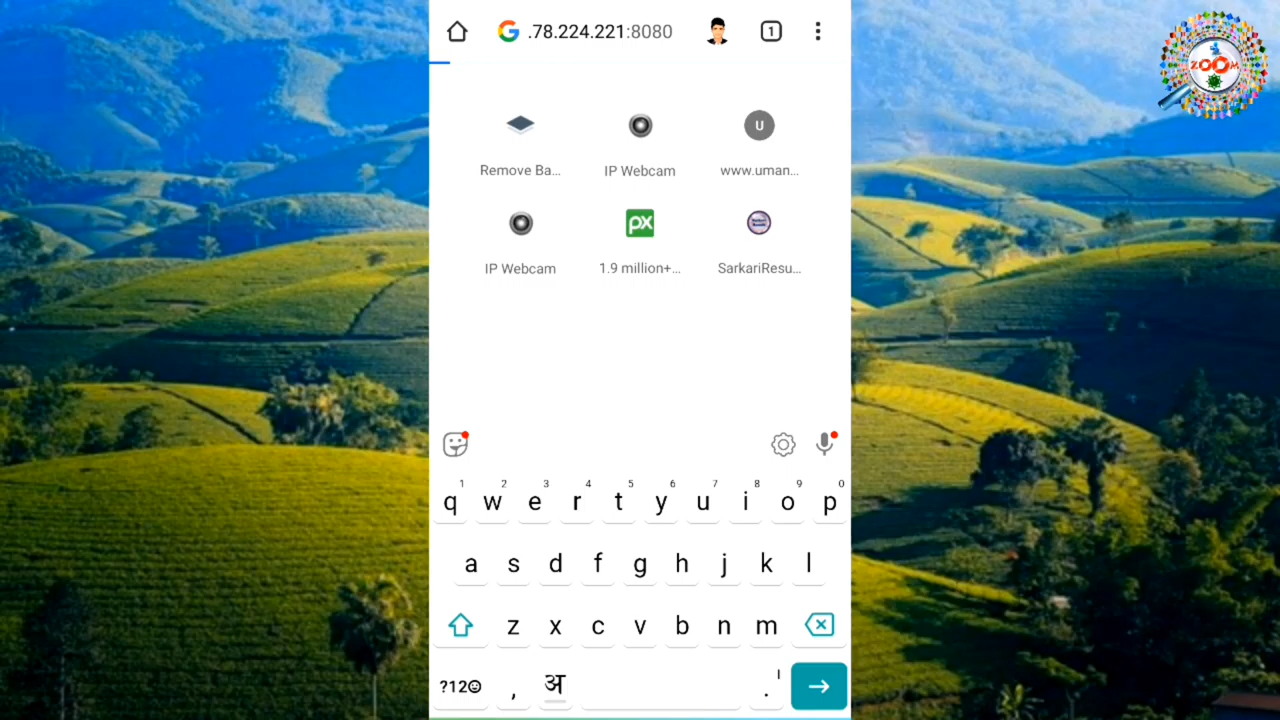 .78.224.221:8080
1
ZOOM
U
Remove Ba...
IP Webcam
www.uman...
px
IP Webcam
1.9 million+...
SarkariResu...
1 2 3 4 5 6 7 8 9 0
q w e r t y u i o p
a s d f g h j k l
z x c v b n m
?12 , अ . !